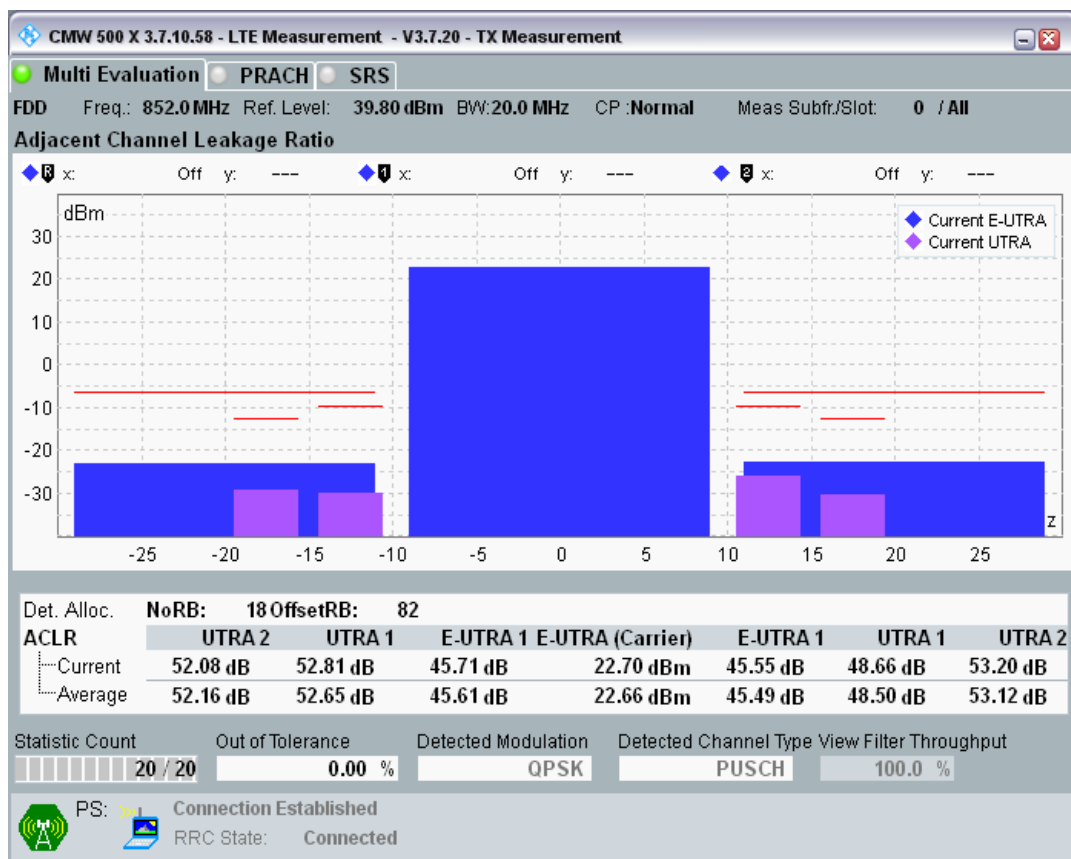 CMW 500 X 3.7.10.58 - LTE Measurement - V3.7.20 - TX Measurement
Multi Evaluation PRACH SRS
FDD Freq.: 852.0 MHz Ref. Level: 39.80 dBm BW:20.0 MHz CP :Normal Meas Subfr./Slot: 0 / All
Adjacent Channel Leakage Ratio
R x: Off y: --- 1 x: Off y: --- 2 x: Off y: ---
dBm
Current E-UTRA
Current UTRA
30
20
10
0
-10
-20
-30
z
-25 -20 -15 -10 -5 0 5 10 15 20 25
Det. Alloc. NoRB: 18 OffsetRB: 82
ACLR UTRA 2 UTRA 1 E-UTRA 1 E-UTRA (Carrier) E-UTRA 1 UTRA 1 UTRA 2
Current 52.08 dB 52.81 dB 45.71 dB 22.70 dBm 45.55 dB 48.66 dB 53.20 dB
Average 52.16 dB 52.65 dB 45.61 dB 22.66 dBm 45.49 dB 48.50 dB 53.12 dB
Statistic Count Out of Tolerance Detected Modulation Detected Channel Type View Filter Throughput
20 / 20 0.00 % QPSK PUSCH 100.0 %
PS: Connection Established
RRC State: Connected